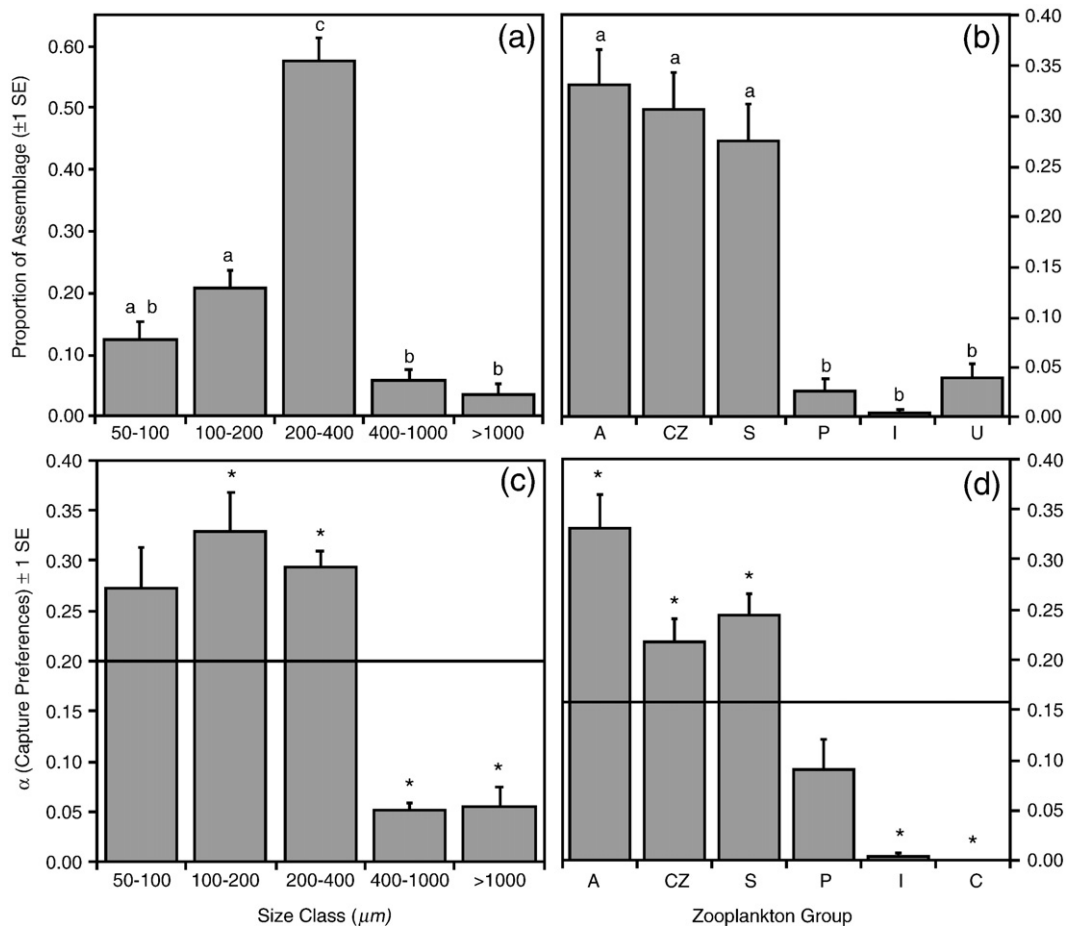 (a)
Proportion of Assemblage (±1 SE)
0.60
0.50
0.40
0.30
0.20
0.10
0.00
a b
a
c
b
b
50-100 100-200 200-400 400-1000 >1000
(b)
0.40
0.35
0.30
0.25
0.20
0.15
0.10
0.05
0.00
a
a
a
b
b
b
A CZ S P I U
(c)
α (Capture Preferences) ± 1 SE
0.40
0.35
0.30
0.25
0.20
0.15
0.10
0.05
0.00
*
*
*
*
50-100 100-200 200-400 400-1000 >1000
Size Class (μm)
(d)
0.40
0.35
0.30
0.25
0.20
0.15
0.10
0.05
0.00
*
*
*
*
*
A CZ S P I C
Zooplankton Group